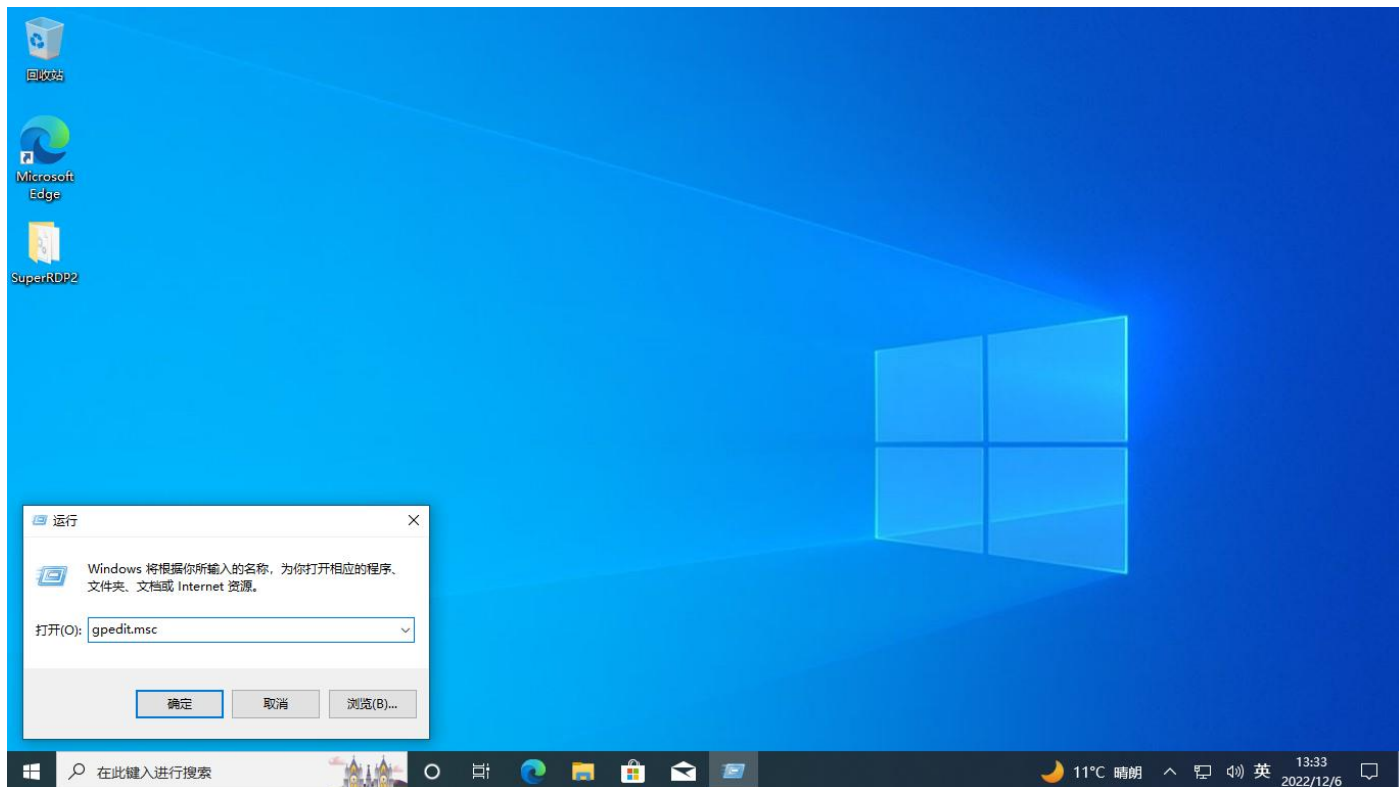 回收站
Microsoft
Edge
SuperRDP2
运行
Windows 将根据你所输入的名称，为你打开相应的程序、
文件夹、文档或 Internet 资源。
打开(O):
gpedit.msc
确定
取消
浏览(B)...
在此键入进行搜索
11°C 晴朗
英
13:33
2022/12/6